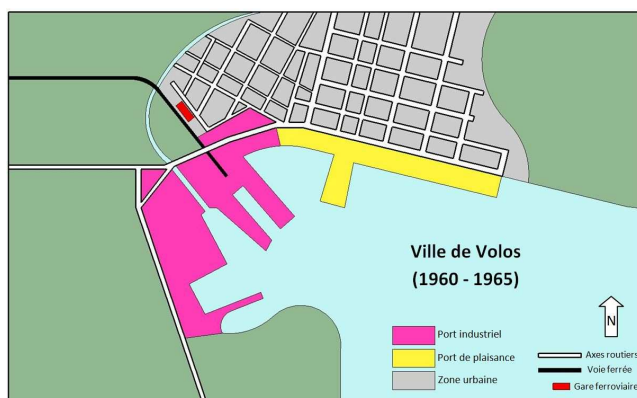 Ville de Volos
(1960 - 1965)
N
Port industriel
Port de plaisance
Zone urbaine
Axes routiers
Voie ferrée
Gare ferroviaire